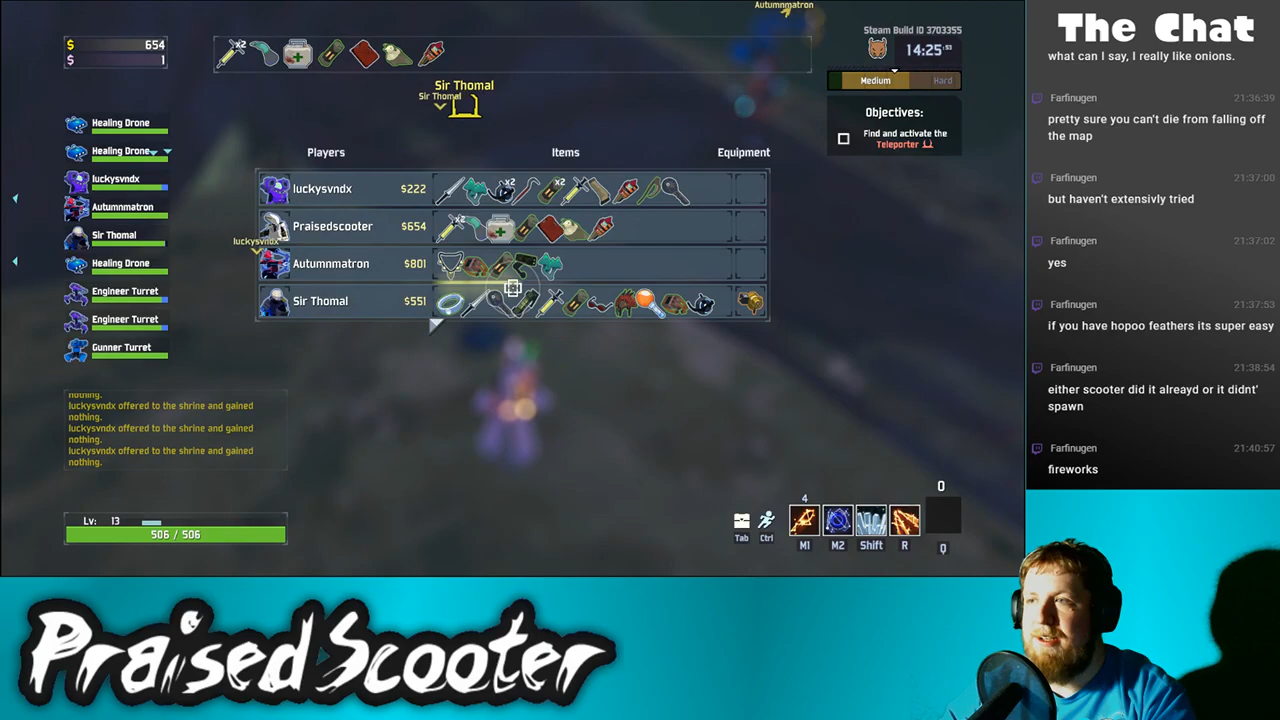 $ 654
$ 1
x2
Autumnmatron
Steam Build ID 3703355
14:25:53
Medium
Hard
Objectives:
Find and activate the
Teleporter
Sir Thomal
Sir Thomal
Healing Drone
Healing Drone
luckysvndx
Autumnmatron
Sir Thomal
luckysvndx
Healing Drone
Engineer Turret
Engineer Turret
Gunner Turret
Players
Items
Equipment
luckysvndx $222 x2 x2
Praisedscooter $654 x2
Autumnmatron $801
Sir Thomal $551
nothing.
luckysvndx offered to the shrine and gained
nothing.
luckysvndx offered to the shrine and gained
nothing.
luckysvndx offered to the shrine and gained
nothing.
Lv: 13
506 / 506
4
0
Tab
Ctrl
M1
M2
Shift
R
Q
The Chat
what can I say, I really like onions.
Farfinugen 21:36:39
pretty sure you can't die from falling off
the map
Farfinugen 21:37:00
but haven't extensivly tried
Farfinugen 21:37:02
yes
Farfinugen 21:37:53
if you have hopoo feathers its super easy
Farfinugen 21:38:54
either scooter did it alreayd or it didnt'
spawn
Farfinugen 21:40:57
fireworks
PraisedScooter